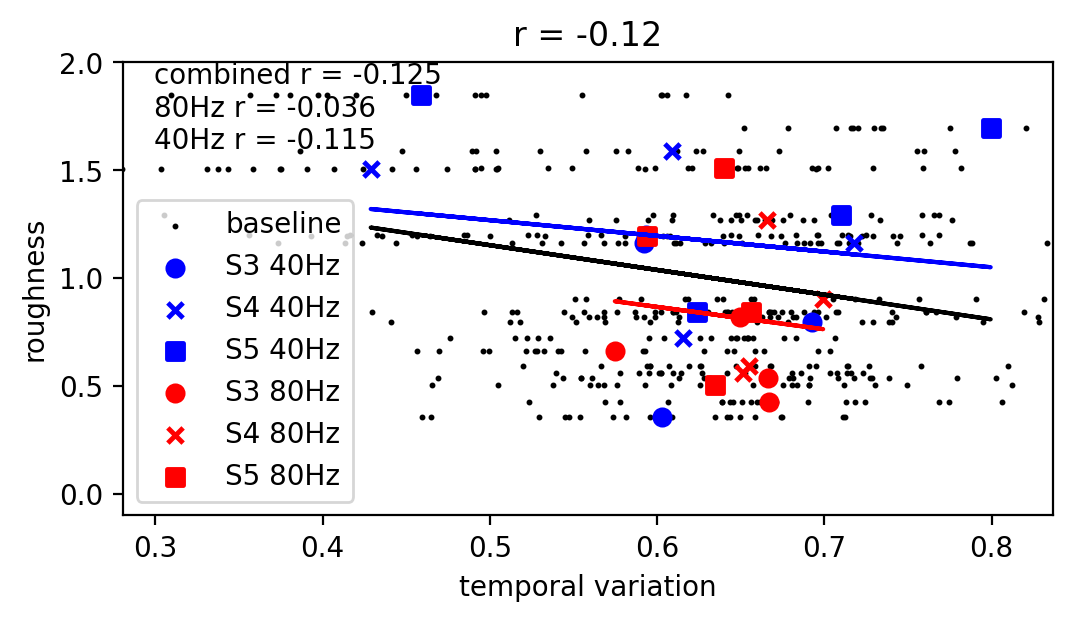 r = -0.12
combined r = -0.125
80Hz r = -0.036
40Hz r = -0.115
2.0
1.5
1.0
0.5
0.0
roughness
baseline
S3 40Hz
S4 40Hz
S5 40Hz
S3 80Hz
S4 80Hz
S5 80Hz
0.3 0.4 0.5 0.6 0.7 0.8
temporal variation